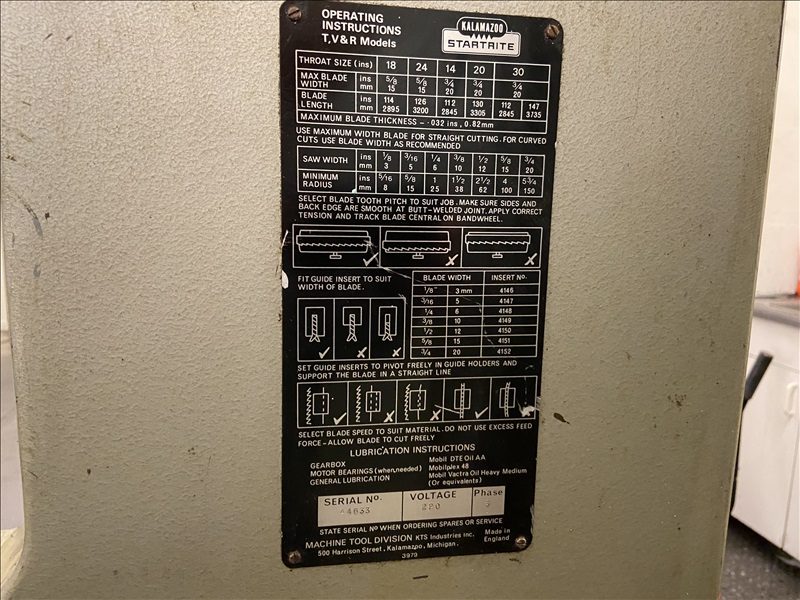 OPERATING
INSTRUCTIONS
T,V & R Models
KALAMAZOO
STARTRITE
THROAT SIZE (ins) 18 24 14 20 30
MAX BLADE WIDTH ins 5/8 5/8 3/4 3/4 3/4
mm 15 15 20 20 20
BLADE LENGTH ins 114 126 112 130 112 147
mm 2895 3200 2845 3305 2845 3735
MAXIMUM BLADE THICKNESS - ·032 ins, 0.82mm
USE MAXIMUM WIDTH BLADE FOR STRAIGHT CUTTING. FOR CURVED
CUTS USE BLADE WIDTH AS RECOMMENDED
SAW WIDTH ins 1/8 3/16 1/4 3/8 1/2 5/8 3/4
mm 3 5 6 10 12 15 20
MINIMUM RADIUS ins 5/16 5/8 1 1 1/2 2 1/2 4 5 3/4
mm 8 15 25 38 62 100 150
SELECT BLADE TOOTH PITCH TO SUIT JOB. MAKE SURE SIDES AND
BACK EDGE ARE SMOOTH AT BUTT-WELDED JOINT. APPLY CORRECT
TENSION AND TRACK BLADE CENTRAL ON BANDWHEEL.
FIT GUIDE INSERT TO SUIT
WIDTH OF BLADE.
BLADE WIDTH INSERT No.
1/8" 3mm 4146
3/16 5 4147
1/4 6 4148
3/8 10 4149
1/2 12 4150
5/8 15 4151
3/4 20 4152
SET GUIDE INSERTS TO PIVOT FREELY IN GUIDE HOLDERS AND
SUPPORT THE BLADE IN A STRAIGHT LINE
SELECT BLADE SPEED TO SUIT MATERIAL. DO NOT USE EXCESS FEED
FORCE - ALLOW BLADE TO CUT FREELY
LUBRICATION INSTRUCTIONS
GEARBOX Mobil DTE Oil AA
MOTOR BEARINGS (when needed) Mobilplex 48
GENERAL LUBRICATION Mobil Vactra Oil Heavy Medium
(Or equivalents)
SERIAL No. VOLTAGE Phase
220
STATE SERIAL No WHEN ORDERING SPARES OR SERVICE
MACHINE TOOL DIVISION KTS Industries Inc.
500 Harrison Street, Kalamazoo, Michigan.
Made in
England
3979